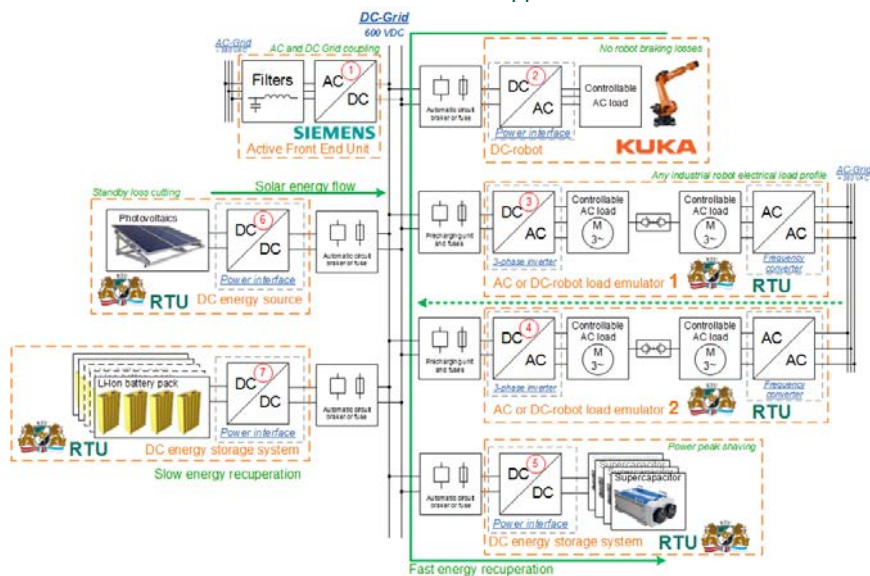 DC-Grid
600 VDC
AC-Grid
AC and DC Grid coupling
Filters
AC
1
DC
SIEMENS
Active Front End Unit
No robot braking losses
Automatic circuit
braker or fuse
DC
2
AC
Power interface
Controllable
AC load
DC-robot
KUKA
Standby loss cutting
Solar energy flow
Photovoltaics
DC
6
DC
Power interface
Automatic circuit
braker or fuse
RTU
DC energy source
Any industrial robot electrical load profile
AC-Grid
Precharging unit
and fuses
DC
3
AC
3-phase inverter
Controllable
AC load
M
3~
Controllable
AC load
M
3~
AC
AC
Frequency
converter
AC or DC-robot load emulator 1
RTU
Precharging unit
and fuses
DC
4
AC
3-phase inverter
Controllable
AC load
M
3~
Controllable
AC load
M
3~
AC
AC
Frequency
converter
AC or DC-robot load emulator 2
RTU
Li-Ion battery pack
DC
7
DC
Power interface
Automatic circuit
braker or fuse
RTU
DC energy storage system
Slow energy recuperation
Power peak shaving
Automatic circuit
braker or fuse
DC
5
DC
Power interface
Supercapacitor
Supercapacitor
DC energy storage system
RTU
Fast energy recuperation